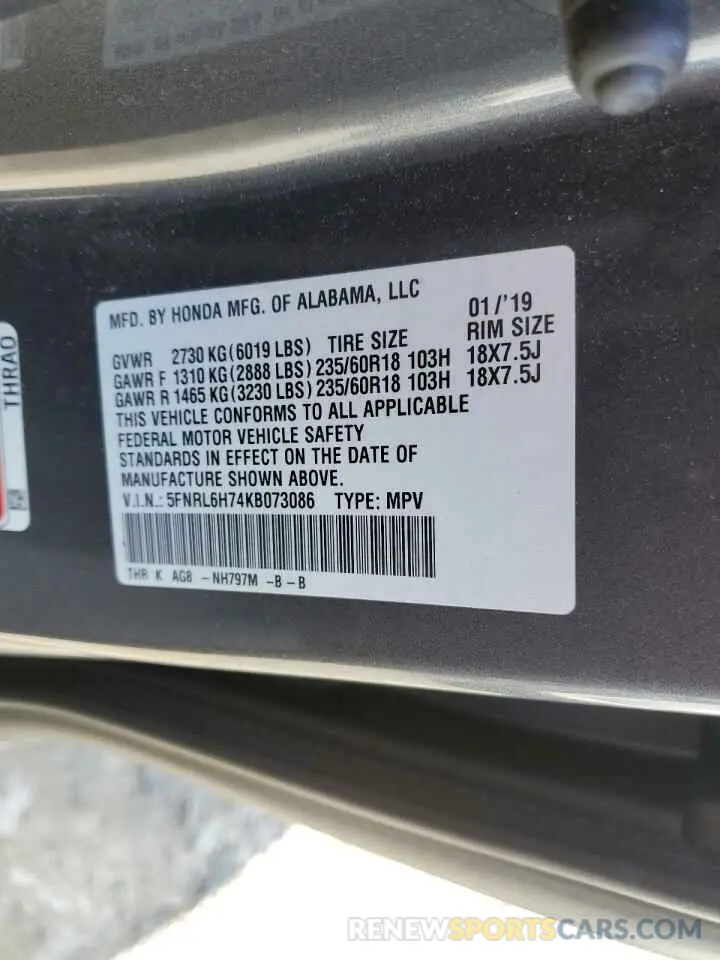 MFD. BY HONDA MFG. OF ALABAMA, LLC 01/'19
GVWR 2730 KG(6019 LBS) TIRE SIZE RIM SIZE
GAWR F 1310 KG(2888 LBS) 235/60R18 103H 18X7.5J
GAWR R 1465 KG(3230 LBS) 235/60R18 103H 18X7.5J
THIS VEHICLE CONFORMS TO ALL APPLICABLE
FEDERAL MOTOR VEHICLE SAFETY
STANDARDS IN EFFECT ON THE DATE OF
MANUFACTURE SHOWN ABOVE.
V.I.N.: 5FNRL6H74KB073086 TYPE: MPV
THR K AG8 -NH797M -B-B
THRA0
RENEWSPORTSCARS.COM